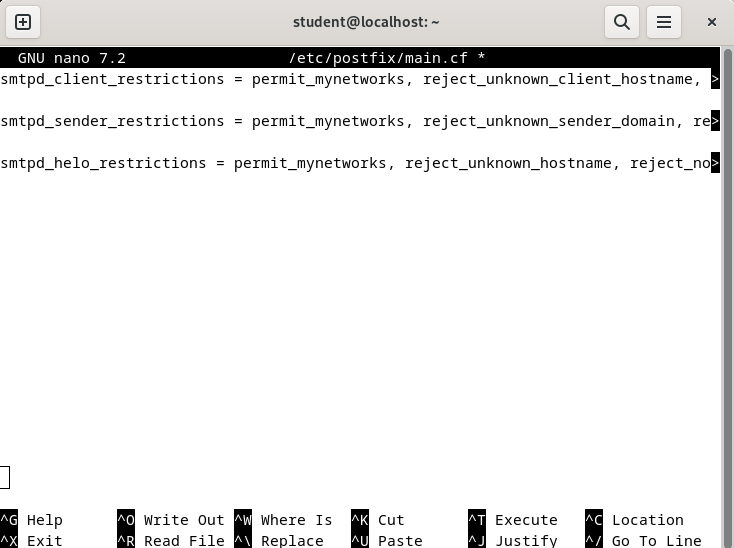 student@localhost: ~
GNU nano 7.2 /etc/postfix/main.cf *
smtpd_client_restrictions = permit_mynetworks, reject_unknown_client_hostname, >
smtpd_sender_restrictions = permit_mynetworks, reject_unknown_sender_domain, re>
smtpd_helo_restrictions = permit_mynetworks, reject_unknown_hostname, reject_no>
^G Help ^O Write Out ^W Where Is ^K Cut ^T Execute ^C Location
^X Exit ^R Read File ^\ Replace ^U Paste ^J Justify ^/ Go To Line